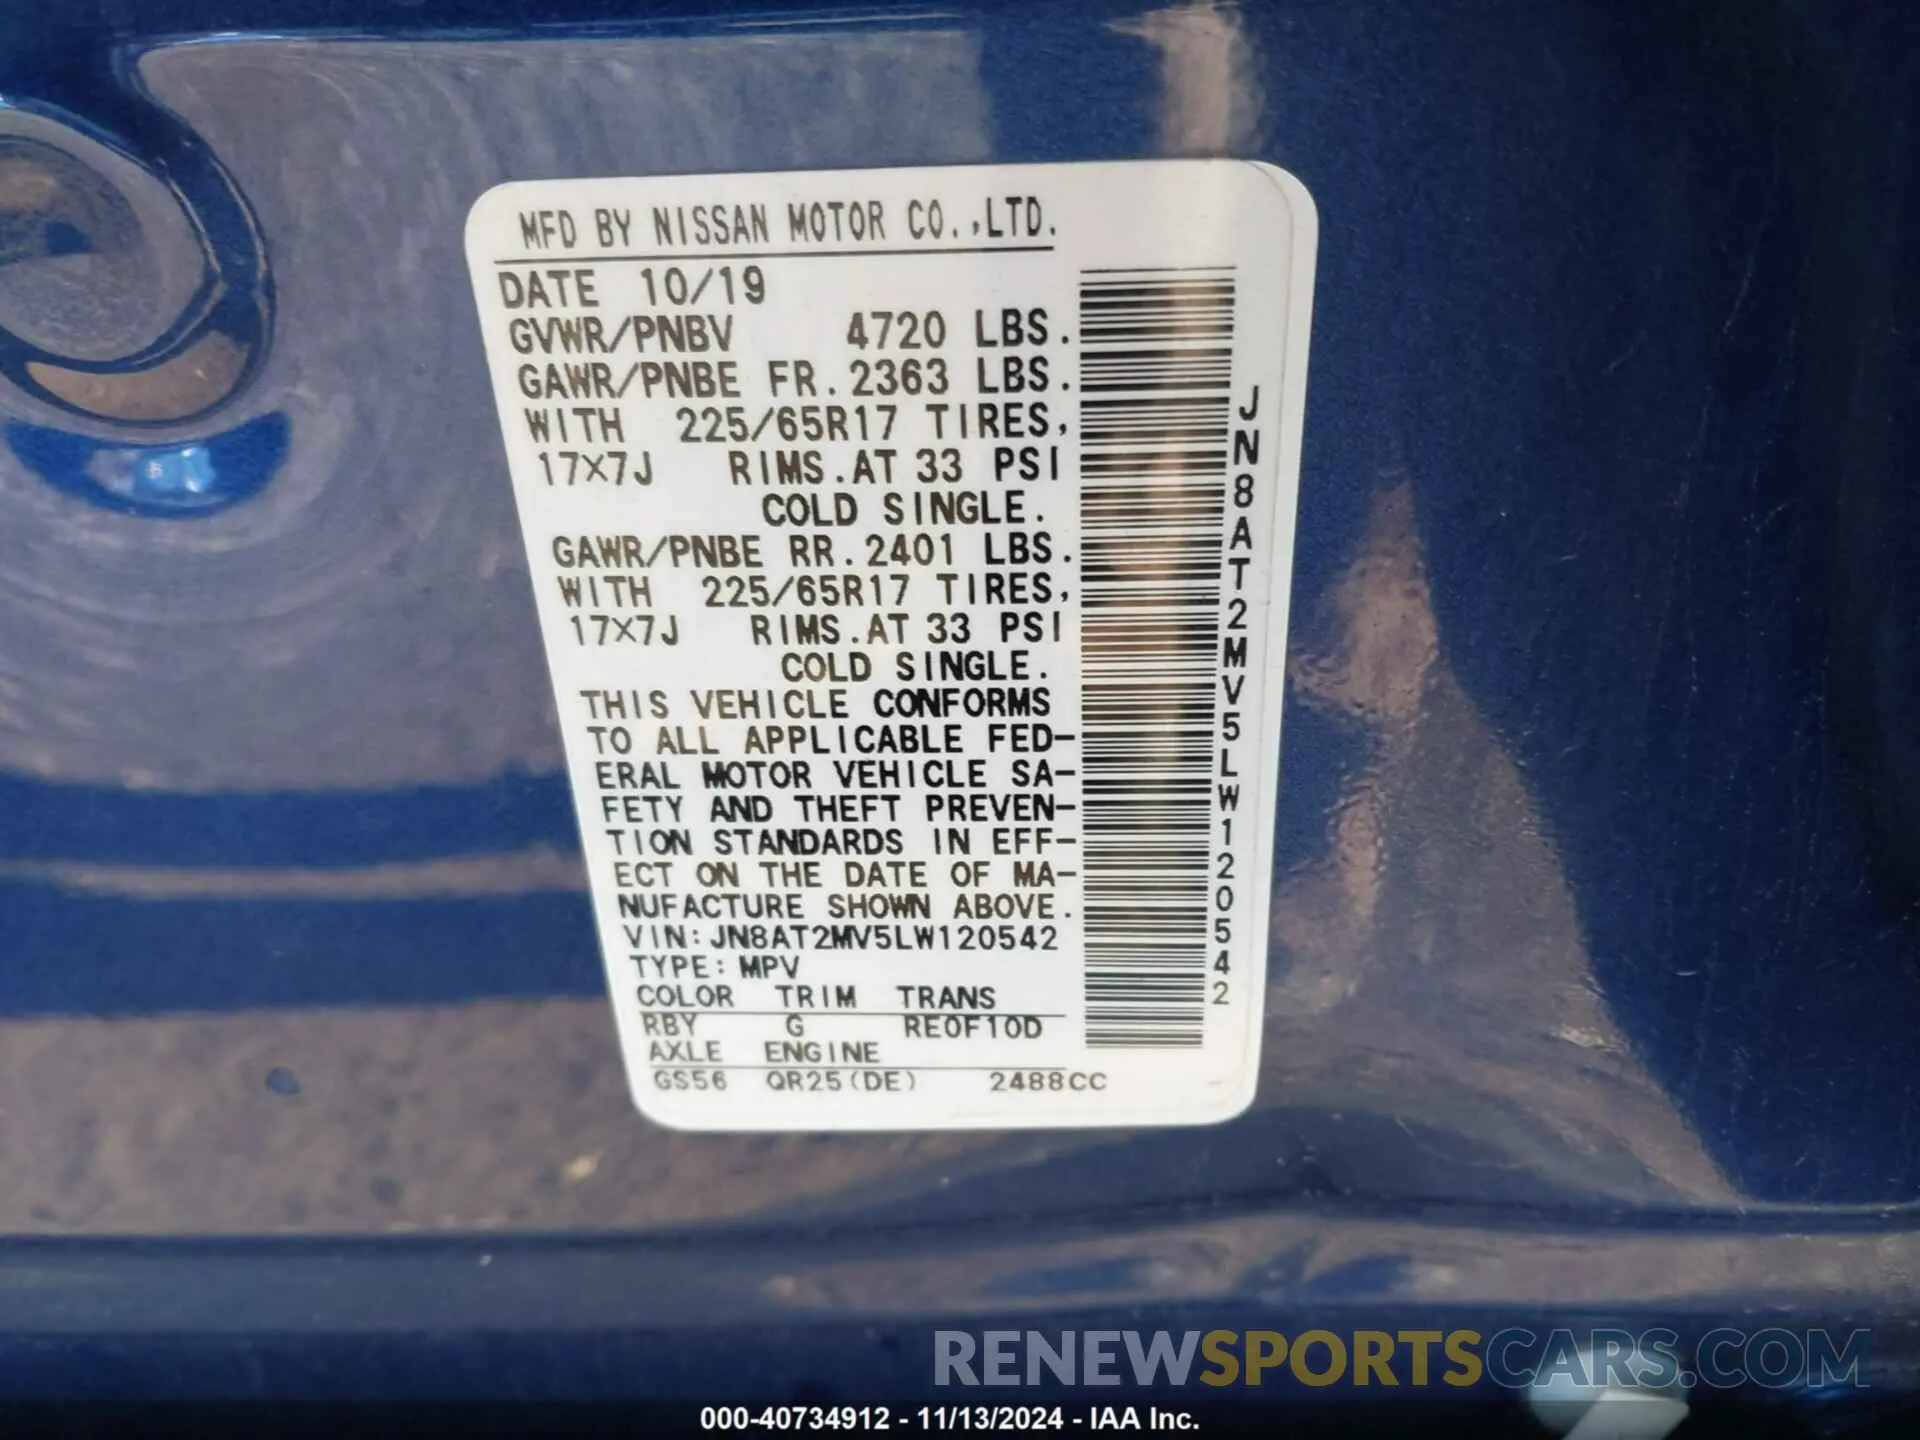 MFD BY NISSAN MOTOR CO.,LTD.
DATE 10/19
GVWR/PNBV 4720 LBS.
GAWR/PNBE FR. 2363 LBS.
WITH 225/65R17 TIRES,
17X7J RIMS. AT 33 PSI
COLD SINGLE.
GAWR/PNBE RR. 2401 LBS.
WITH 225/65R17 TIRES,
17X7J RIMS. AT 33 PSI
COLD SINGLE.
THIS VEHICLE CONFORMS
TO ALL APPLICABLE FED-
ERAL MOTOR VEHICLE SA-
FETY AND THEFT PREVEN-
TION STANDARDS IN EFF-
ECT ON THE DATE OF MA-
NUFACTURE SHOWN ABOVE.
VIN: JN8AT2MV5LW120542
TYPE: MPV
COLOR TRIM TRANS
RBY G RE0F10D
AXLE ENGINE
GS56 QR25(DE) 2488CC
JN8AT2MV5LW120542
RENEWSPORTSCARS.COM
000-40734912 - 11/13/2024 - IAA Inc.